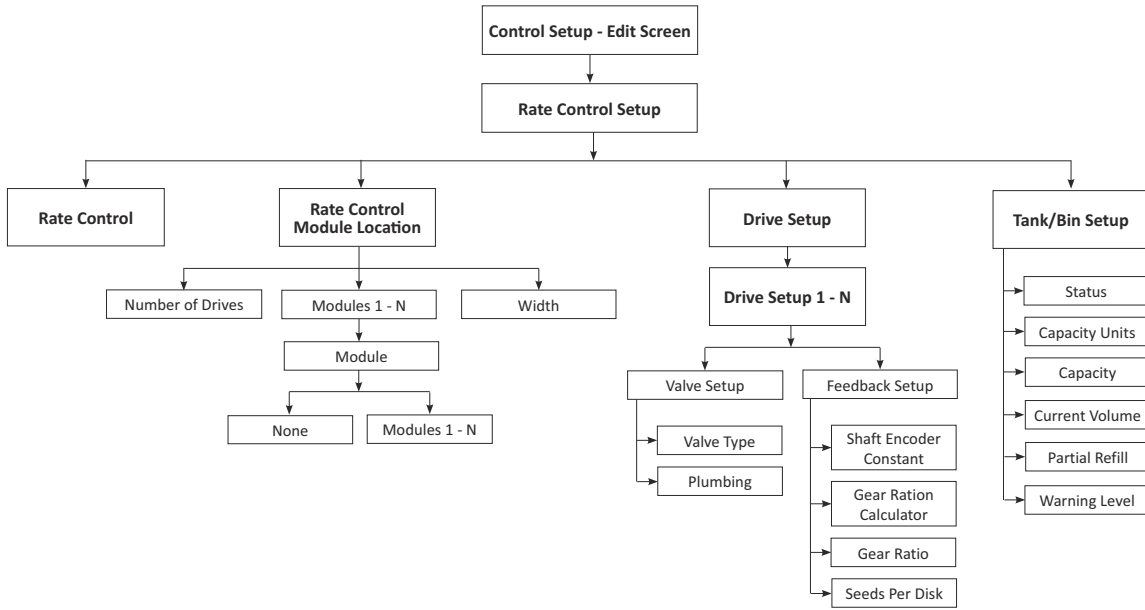 Control Setup - Edit Screen
Rate Control Setup
Rate Control
Rate Control
Module Location
Drive Setup
Tank/Bin Setup
Number of Drives
Modules 1 - N
Width
Drive Setup 1 - N
Status
Capacity Units
Capacity
Current Volume
Partial Refill
Warning Level
Module
None
Modules 1 - N
Valve Setup
Feedback Setup
Valve Type
Plumbing
Shaft Encoder
Constant
Gear Ration
Calculator
Gear Ratio
Seeds Per Disk